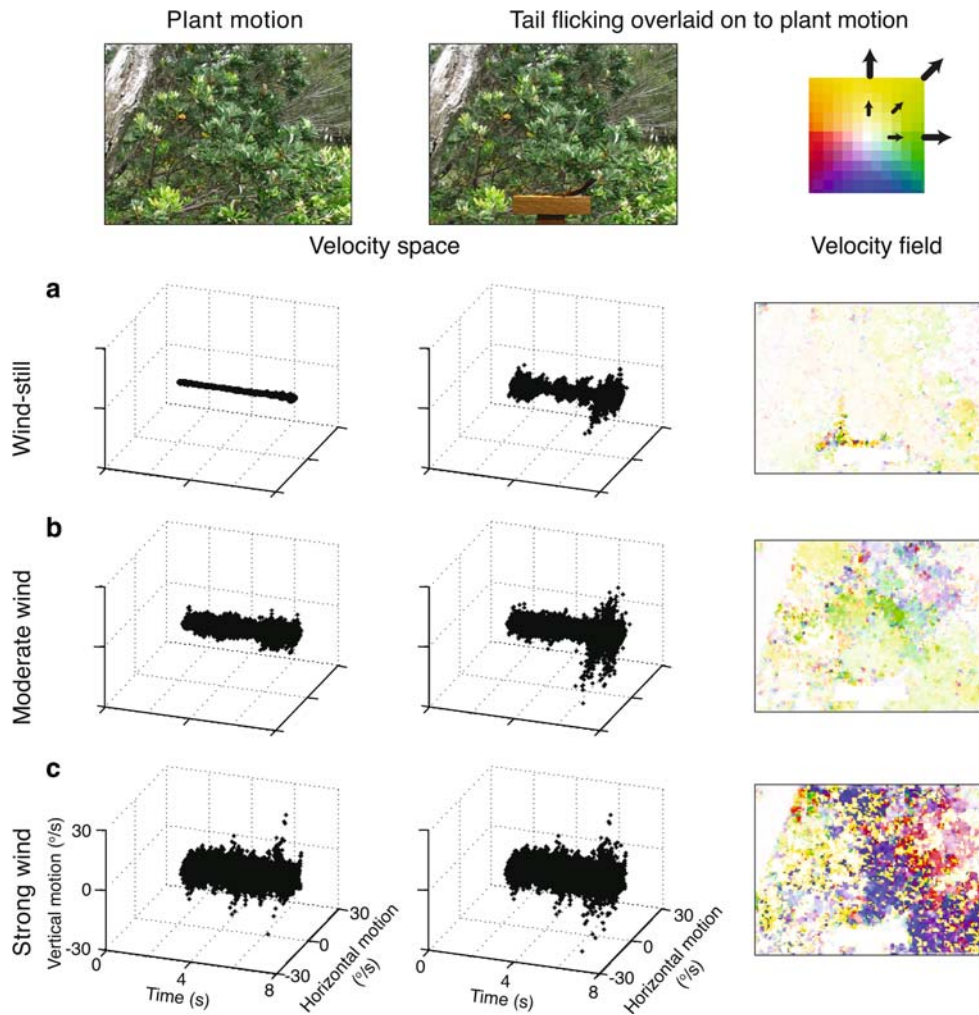 Plant motion
Tail flicking overlaid on to plant motion
Velocity space
Velocity field
a
Wind-still
b
Moderate wind
c
Strong wind
Vertical motion (°/s)
30
0
-30
0
4
8
Time (s)
-30
0
30
Horizontal motion
(°/s)
0
4
8
Time (s)
-30
0
30
Horizontal motion
(°/s)